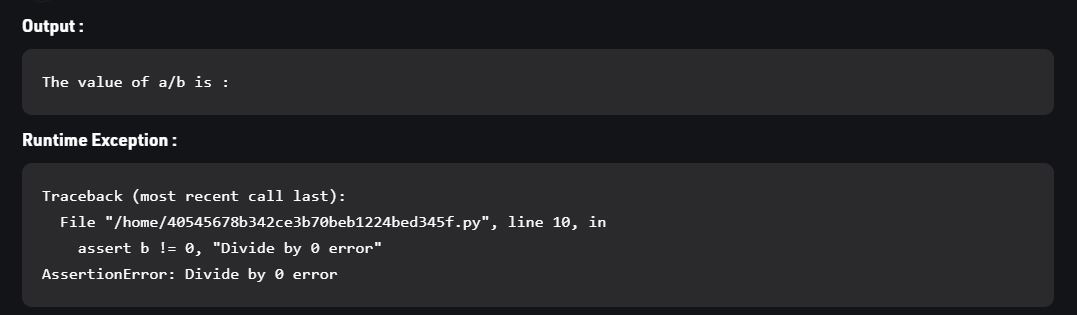 Output :
The value of a/b is :
Runtime Exception :
Traceback (most recent call last):
  File "/home/40545678b342ce3b70beb1224bed345f.py", line 10, in
    assert b != 0, "Divide by 0 error"
AssertionError: Divide by 0 error